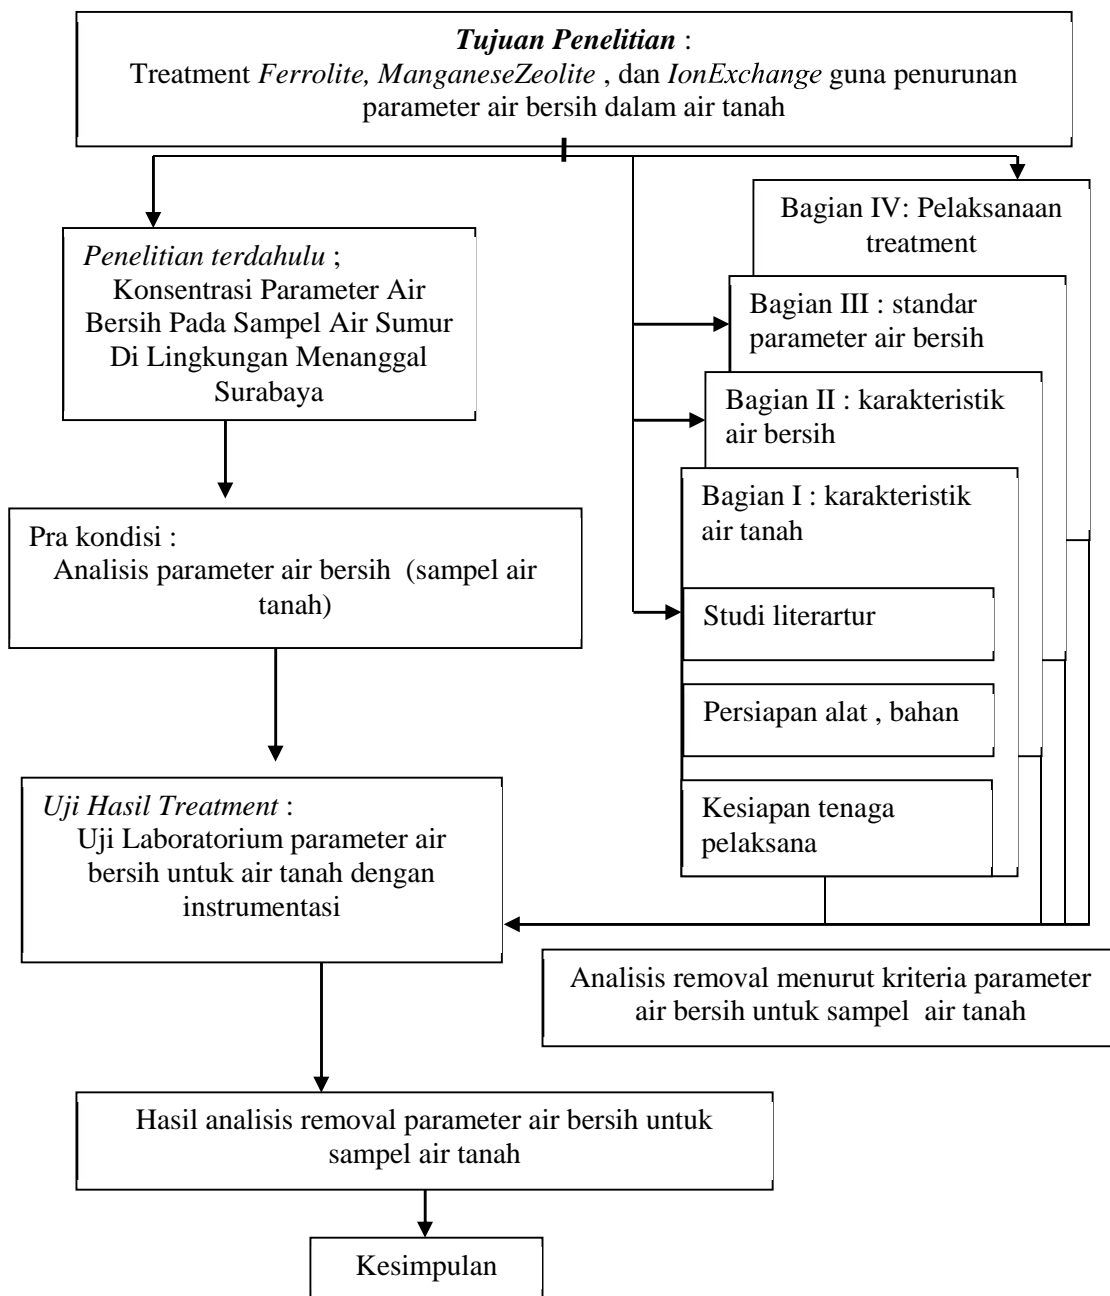 Tujuan Penelitian :
Treatment Ferrolite, ManganeseZeolite , dan IonExchange guna penurunan
parameter air bersih dalam air tanah
Penelitian terdahulu ;
Konsentrasi Parameter Air
Bersih Pada Sampel Air Sumur
Di Lingkungan Menanggal
Surabaya
Pra kondisi :
Analisis parameter air bersih (sampel air
tanah)
Uji Hasil Treatment :
Uji Laboratorium parameter air
bersih untuk air tanah dengan
instrumentasi
Bagian IV: Pelaksanaan
treatment
Bagian III : standar
parameter air bersih
Bagian II : karakteristik
air bersih
Bagian I : karakteristik
air tanah
Studi literartur
Persiapan alat , bahan
Kesiapan tenaga
pelaksana
Analisis removal menurut kriteria parameter
air bersih untuk sampel air tanah
Hasil analisis removal parameter air bersih untuk
sampel air tanah
Kesimpulan